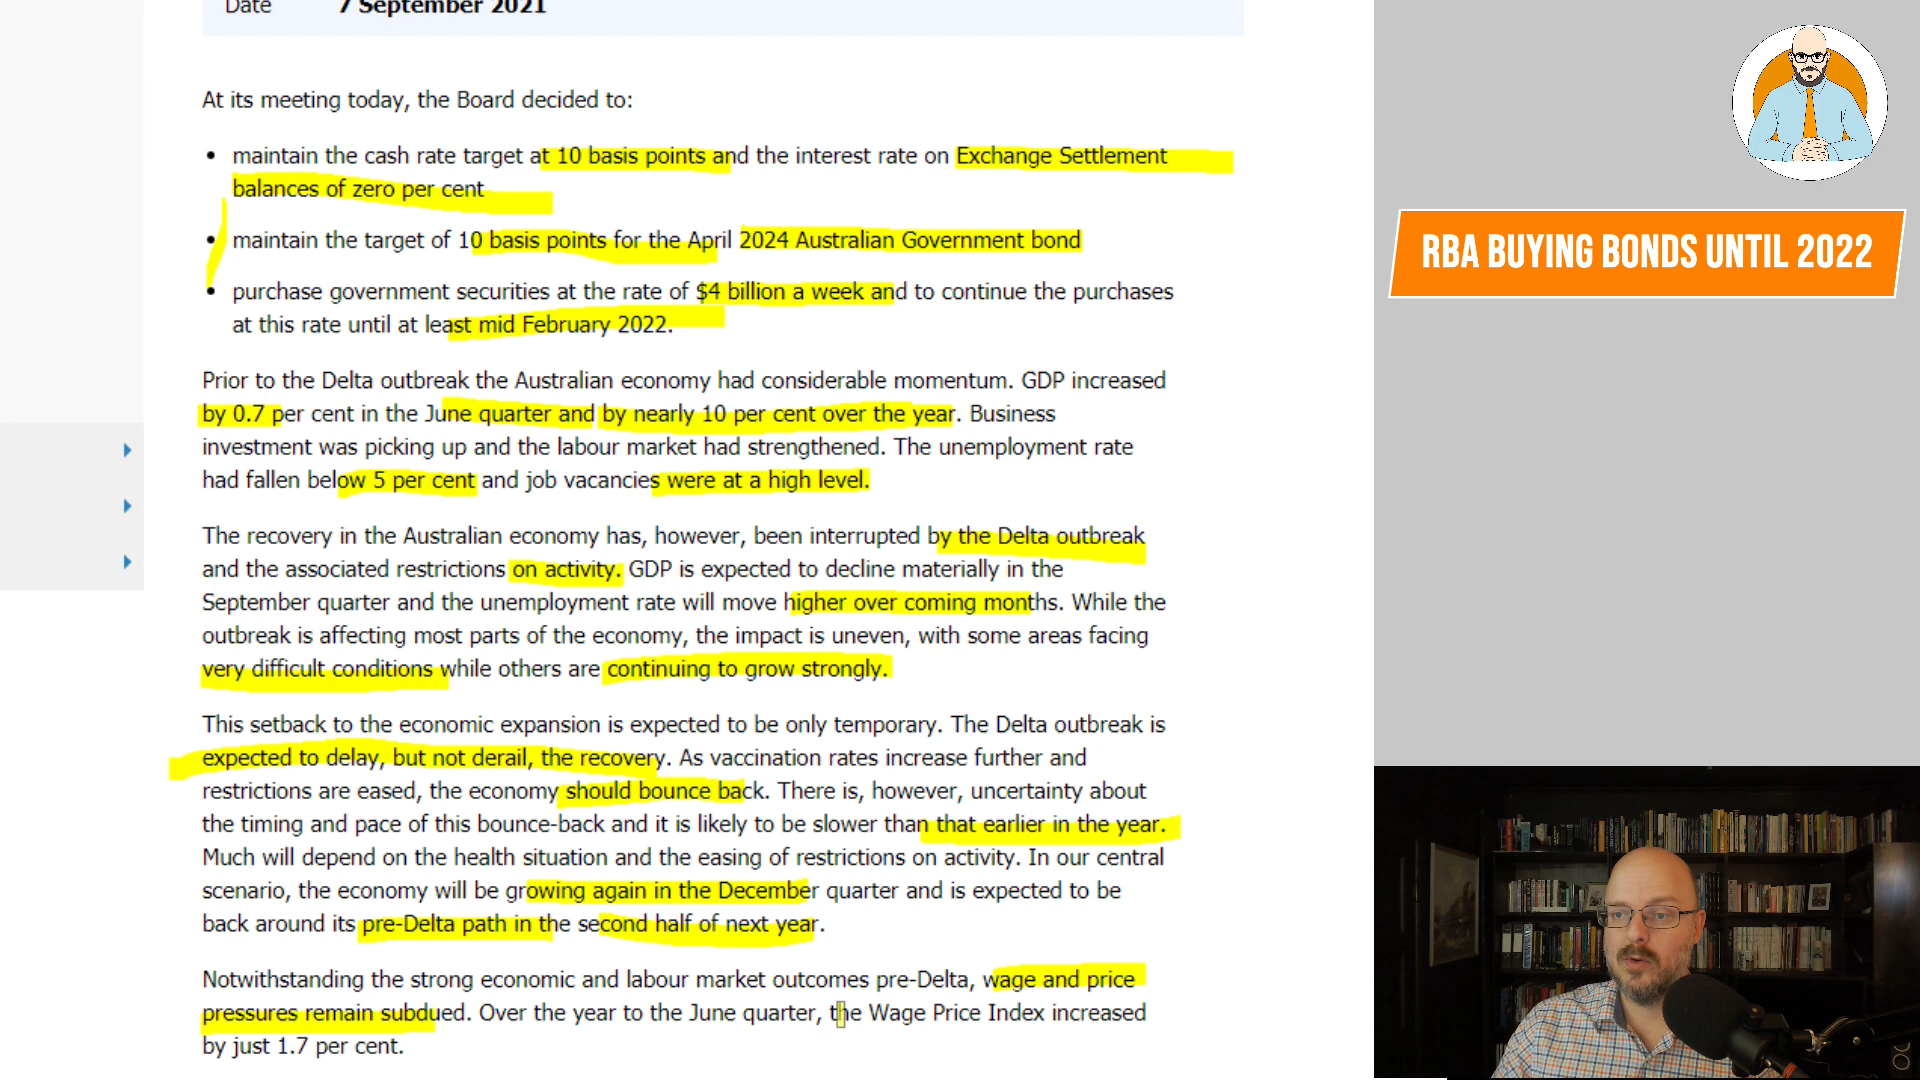 Date 7 September 2021
At its meeting today, the Board decided to:
• maintain the cash rate target at 10 basis points and the interest rate on Exchange Settlement
balances of zero per cent
• maintain the target of 10 basis points for the April 2024 Australian Government bond
• purchase government securities at the rate of $4 billion a week and to continue the purchases
at this rate until at least mid February 2022.
Prior to the Delta outbreak the Australian economy had considerable momentum. GDP increased
by 0.7 per cent in the June quarter and by nearly 10 per cent over the year. Business
investment was picking up and the labour market had strengthened. The unemployment rate
had fallen below 5 per cent and job vacancies were at a high level.
The recovery in the Australian economy has, however, been interrupted by the Delta outbreak
and the associated restrictions on activity. GDP is expected to decline materially in the
September quarter and the unemployment rate will move higher over coming months. While the
outbreak is affecting most parts of the economy, the impact is uneven, with some areas facing
very difficult conditions while others are continuing to grow strongly.
This setback to the economic expansion is expected to be only temporary. The Delta outbreak is
expected to delay, but not derail, the recovery. As vaccination rates increase further and
restrictions are eased, the economy should bounce back. There is, however, uncertainty about
the timing and pace of this bounce-back and it is likely to be slower than that earlier in the year.
Much will depend on the health situation and the easing of restrictions on activity. In our central
scenario, the economy will be growing again in the December quarter and is expected to be
back around its pre-Delta path in the second half of next year.
Notwithstanding the strong economic and labour market outcomes pre-Delta, wage and price
pressures remain subdued. Over the year to the June quarter, the Wage Price Index increased
by just 1.7 per cent.
RBA BUYING BONDS UNTIL 2022